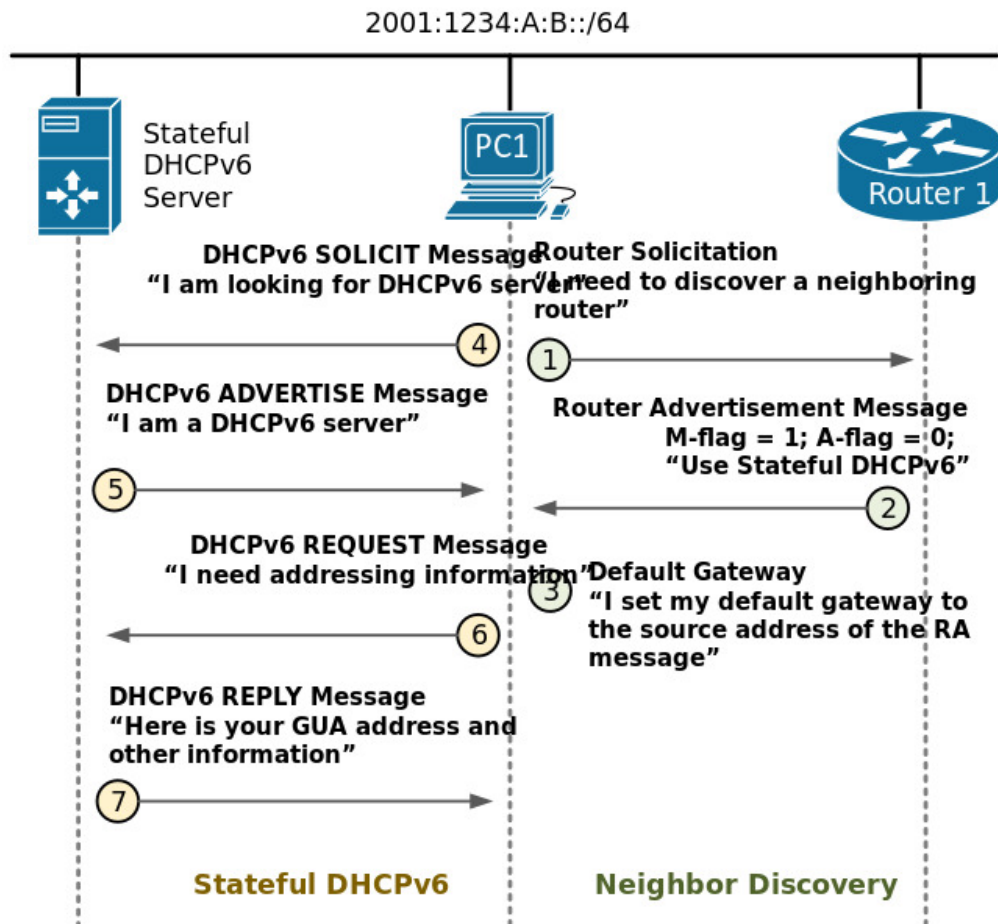 2001:1234:A:B::/64
Stateful
DHCPv6
Server
PC1
Router 1
DHCPv6 SOLICIT Message
“I am looking for DHCPv6 server”
4
Router Solicitation
“I need to discover a neighboring
router”
1
DHCPv6 ADVERTISE Message
“I am a DHCPv6 server”
5
Router Advertisement Message
M-flag = 1; A-flag = 0;
“Use Stateful DHCPv6”
2
DHCPv6 REQUEST Message
“I need addressing information”
6
3
Default Gateway
“I set my default gateway to
the source address of the RA
message”
DHCPv6 REPLY Message
“Here is your GUA address and
other information”
7
Stateful DHCPv6
Neighbor Discovery